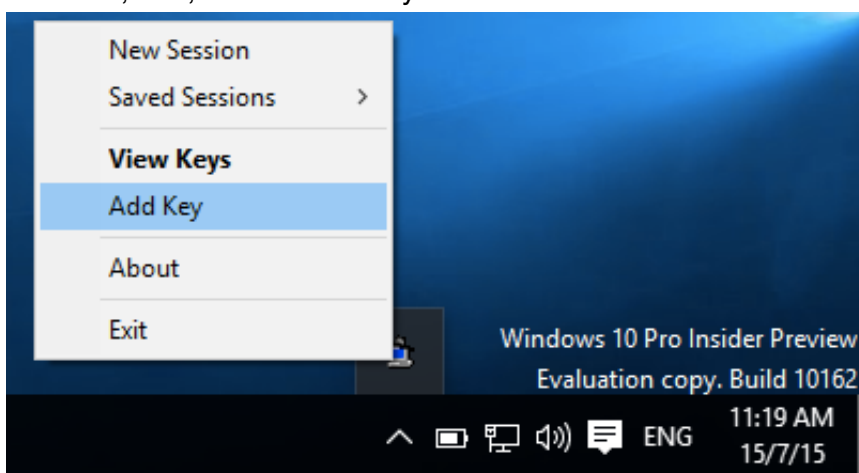 New Session
Saved Sessions
View Keys
Add Key
About
Exit
Windows 10 Pro Insider Preview
Evaluation copy. Build 10162
ENG
11:19 AM
15/7/15